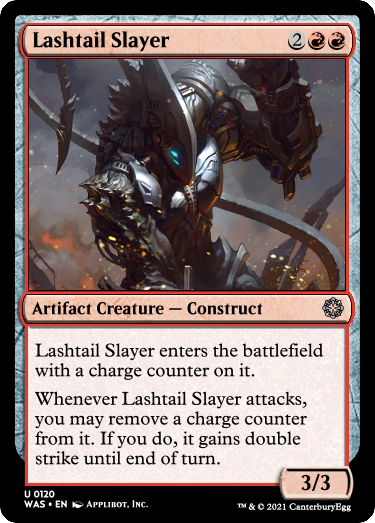 Lashtail Slayer 2
Artifact Creature — Construct
Lashtail Slayer enters the battlefield
with a charge counter on it.
Whenever Lashtail Slayer attacks,
you may remove a charge counter
from it. If you do, it gains double
strike until end of turn.
3/3
U 0120
WAS • EN Applibot, Inc.
™ & © 2021 CanterburyEgg